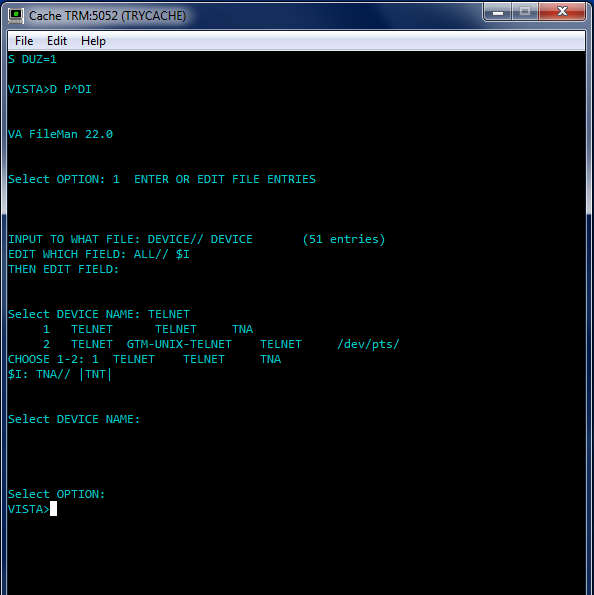 Cache TRM:5052 (TRYCACHE)
File Edit Help
S DUZ=1
VISTA>D P^DI
VA FileMan 22.0
Select OPTION: 1  ENTER OR EDIT FILE ENTRIES
INPUT TO WHAT FILE: DEVICE// DEVICE       (51 entries)
EDIT WHICH FIELD: ALL// $I
THEN EDIT FIELD:
Select DEVICE NAME: TELNET
     1   TELNET      TELNET     TNA
     2   TELNET  GTM-UNIX-TELNET    TELNET     /dev/pts/
CHOOSE 1-2: 1  TELNET    TELNET     TNA
$I: TNA// |TNT|
Select DEVICE NAME:
Select OPTION:
VISTA>